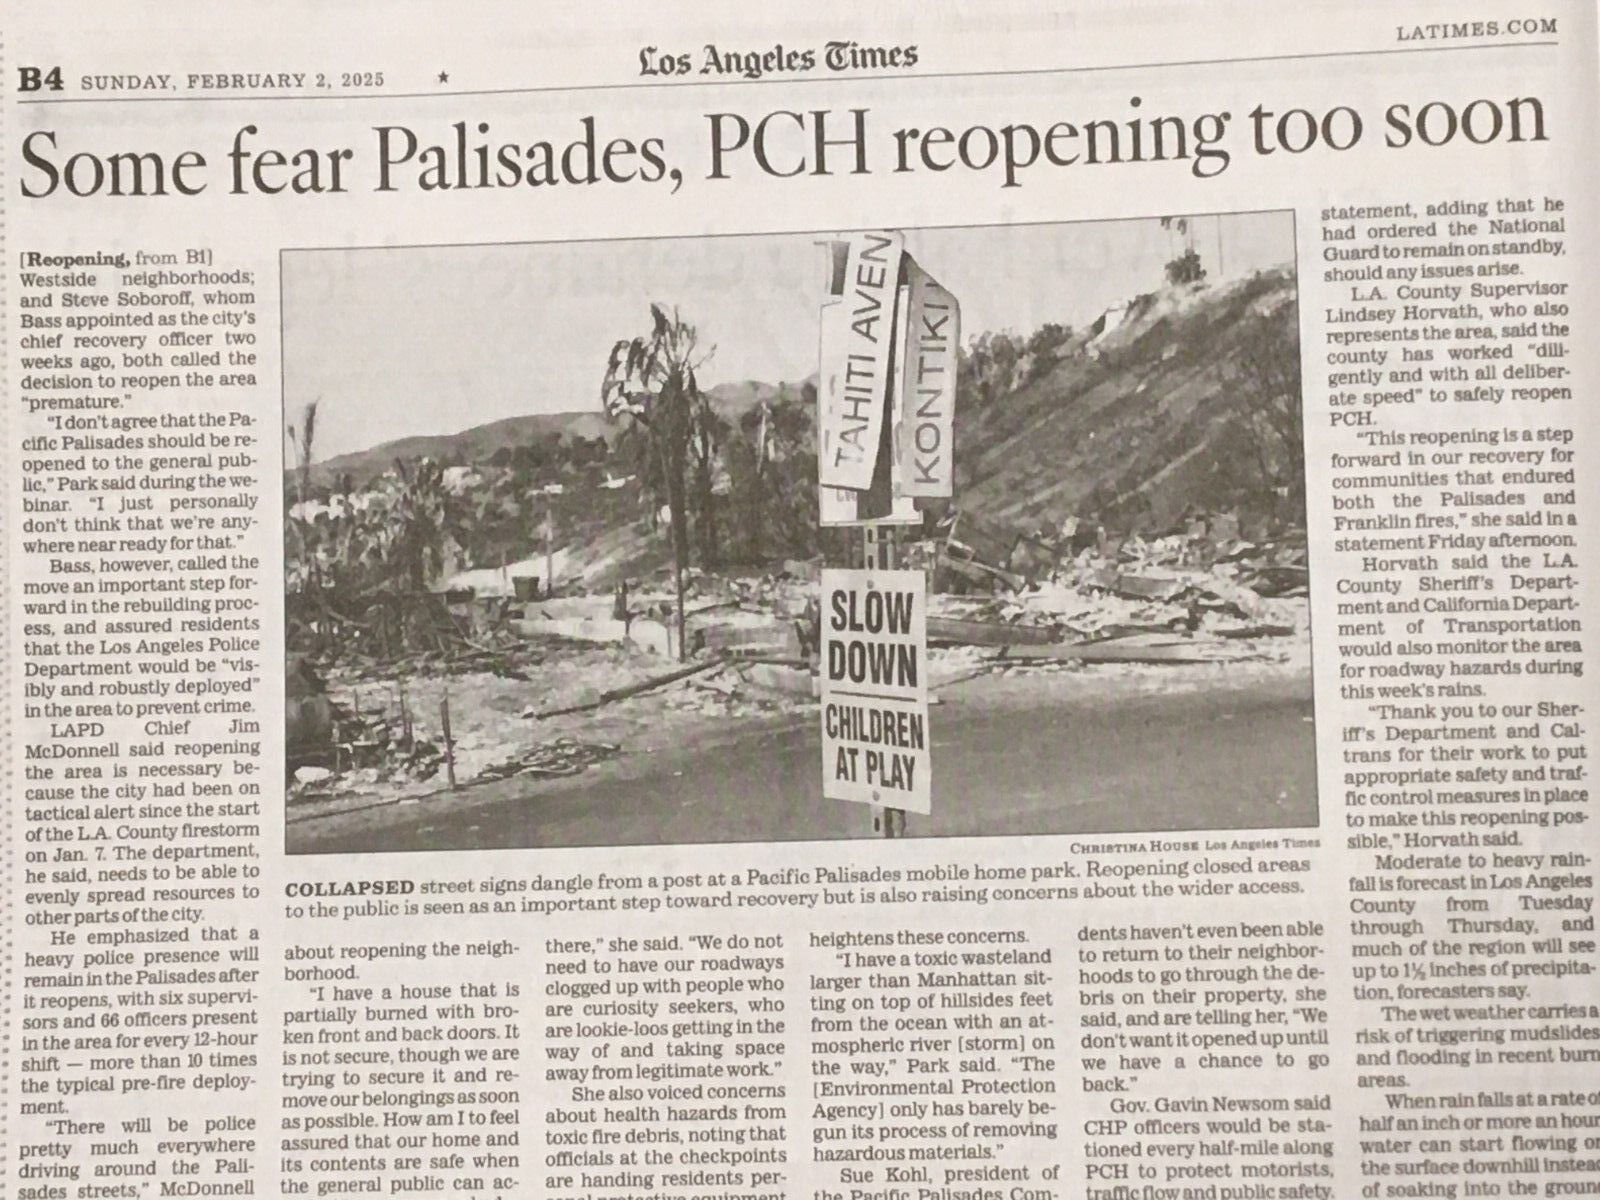 B4 SUNDAY, FEBRUARY 2, 2025 ★ Los Angeles Times LATIMES.COM
Some fear Palisades, PCH reopening too soon
[Reopening, from B1]
Westside neighborhoods;
and Steve Soboroff, whom
Bass appointed as the city's
chief recovery officer two
weeks ago, both called the
decision to reopen the area
"premature."
"I don't agree that the Pa-
cific Palisades should be re-
opened to the general pub-
lic," Park said during the we-
binar. "I just personally
don't think that we're any-
where near ready for that."
Bass, however, called the
move an important step for-
ward in the rebuilding proc-
ess, and assured residents
that the Los Angeles Police
Department would be "vis-
ibly and robustly deployed"
in the area to prevent crime.
LAPD Chief Jim
McDonnell said reopening
the area is necessary be-
cause the city had been on
tactical alert since the start
of the L.A. County firestorm
on Jan. 7. The department,
he said, needs to be able to
evenly spread resources to
other parts of the city.
He emphasized that a
heavy police presence will
remain in the Palisades after
it reopens, with six supervi-
sors and 66 officers present
in the area for every 12-hour
shift — more than 10 times
the typical pre-fire deploy-
ment.
"There will be police
pretty much everywhere
driving around the Pali-
sades streets," McDonnell
TAHITI AVEN
KONTIKI
SLOW
DOWN
CHILDREN
AT PLAY
CHRISTINA HOUSE Los Angeles Times
COLLAPSED street signs dangle from a post at a Pacific Palisades mobile home park. Reopening closed areas
to the public is seen as an important step toward recovery but is also raising concerns about the wider access.
about reopening the neigh-
borhood.
"I have a house that is
partially burned with bro-
ken front and back doors. It
is not secure, though we are
trying to secure it and re-
move our belongings as soon
as possible. How am I to feel
assured that our home and
its contents are safe when
the general public can ac-
there," she said. "We do not
need to have our roadways
clogged up with people who
are curiosity seekers, who
are lookie-loos getting in the
way of and taking space
away from legitimate work."
She also voiced concerns
about health hazards from
toxic fire debris, noting that
officials at the checkpoints
are handing residents per-
sonal protective equipment
heightens these concerns.
"I have a toxic wasteland
larger than Manhattan sit-
ting on top of hillsides feet
from the ocean with an at-
mospheric river [storm] on
the way," Park said. "The
[Environmental Protection
Agency] only has barely be-
gun its process of removing
hazardous materials."
Sue Kohl, president of
the Pacific Palisades Com-
dents haven't even been able
to return to their neighbor-
hoods to go through the de-
bris on their property, she
said, and are telling her, "We
don't want it opened up until
we have a chance to go
back."
Gov. Gavin Newsom said
CHP officers would be sta-
tioned every half-mile along
PCH to protect motorists,
traffic flow and public safety.
statement, adding that he
had ordered the National
Guard to remain on standby,
should any issues arise.
L.A. County Supervisor
Lindsey Horvath, who also
represents the area, said the
county has worked "dili-
gently and with all deliber-
ate speed" to safely reopen
PCH.
"This reopening is a step
forward in our recovery for
communities that endured
both the Palisades and
Franklin fires," she said in a
statement Friday afternoon.
Horvath said the L.A.
County Sheriff's Depart-
ment and California Depart-
ment of Transportation
would also monitor the area
for roadway hazards during
this week's rains.
"Thank you to our Sher-
iff's Department and Cal-
trans for their work to put
appropriate safety and traf-
fic control measures in place
to make this reopening pos-
sible," Horvath said.
Moderate to heavy rain-
fall is forecast in Los Angeles
County from Tuesday
through Thursday, and
much of the region will see
up to 1½ inches of precipita-
tion, forecasters say.
The wet weather carries a
risk of triggering mudslides
and flooding in recent burn
areas.
When rain falls at a rate of
half an inch or more an hour
water can start flowing on
the surface downhill instead
of soaking into the ground